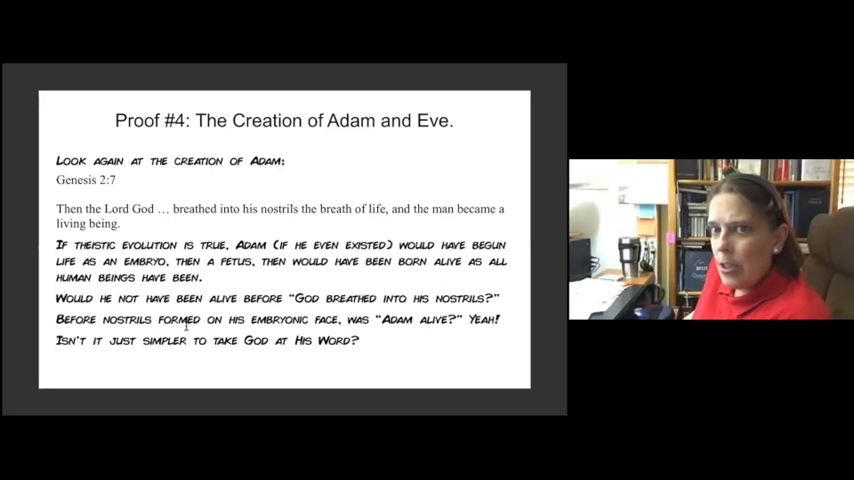 Proof #4: The Creation of Adam and Eve.
Look again at the creation of Adam:
Genesis 2:7
Then the Lord God … breathed into his nostrils the breath of life, and the man became a
living being.
If theistic evolution is true, Adam (if he even existed) would have begun
life as an embryo, then a fetus, then would have been born alive as all
human beings have been.
Would he not have been alive before "God breathed into his nostrils?"
Before nostrils formed on his embryonic face, was "Adam alive?" Yeah!
Isn't it just simpler to take God at His Word?